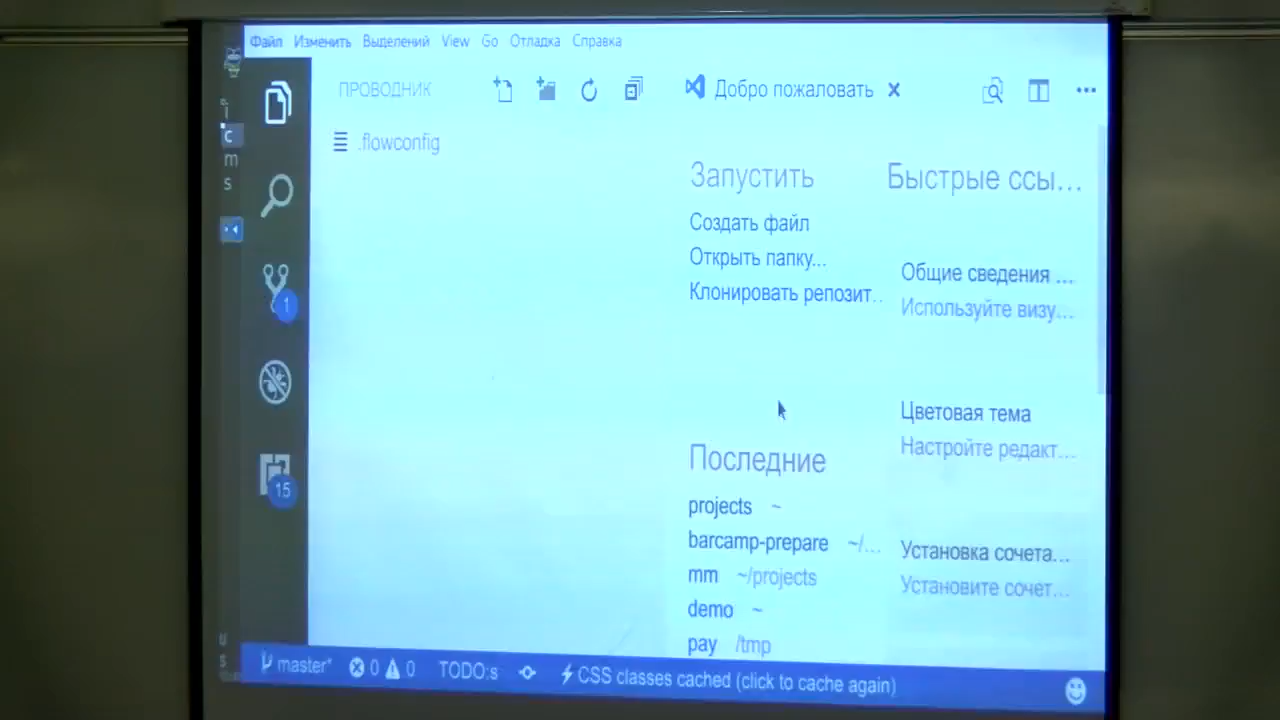 Файл Изменить Выделений View Go Отладка Справка
ПРОВОДНИК
Добро пожаловать
.flowconfig
Запустить
Создать файл
Открыть папку...
Клонировать репозит..
Последние
projects ~
barcamp-prepare ~/...
mm ~/projects
demo ~
pay /tmp
Быстрые ссы...
Общие сведения ...
Используйте визу...
Цветовая тема
Настройте редакт...
Установка сочета...
Установите сочет...
i
c
m
s
1
15
master* 0 0 TODO:s CSS classes cached (click to cache again)